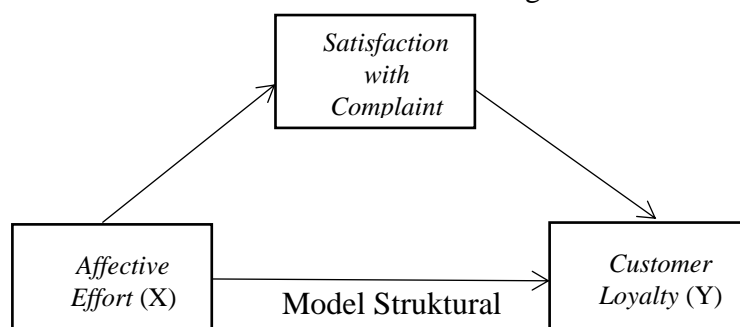 Satisfaction
with
Complaint
Affective
Effort (X)
Customer
Loyalty (Y)
Model Struktural